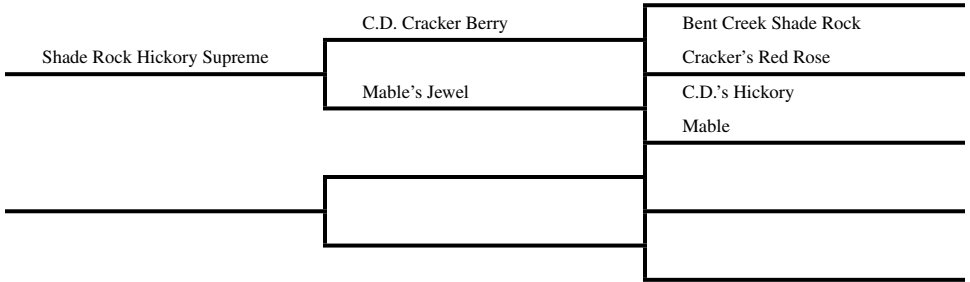 C.D. Cracker Berry
Bent Creek Shade Rock
Shade Rock Hickory Supreme
Cracker's Red Rose
Mable's Jewel
C.D.'s Hickory
Mable